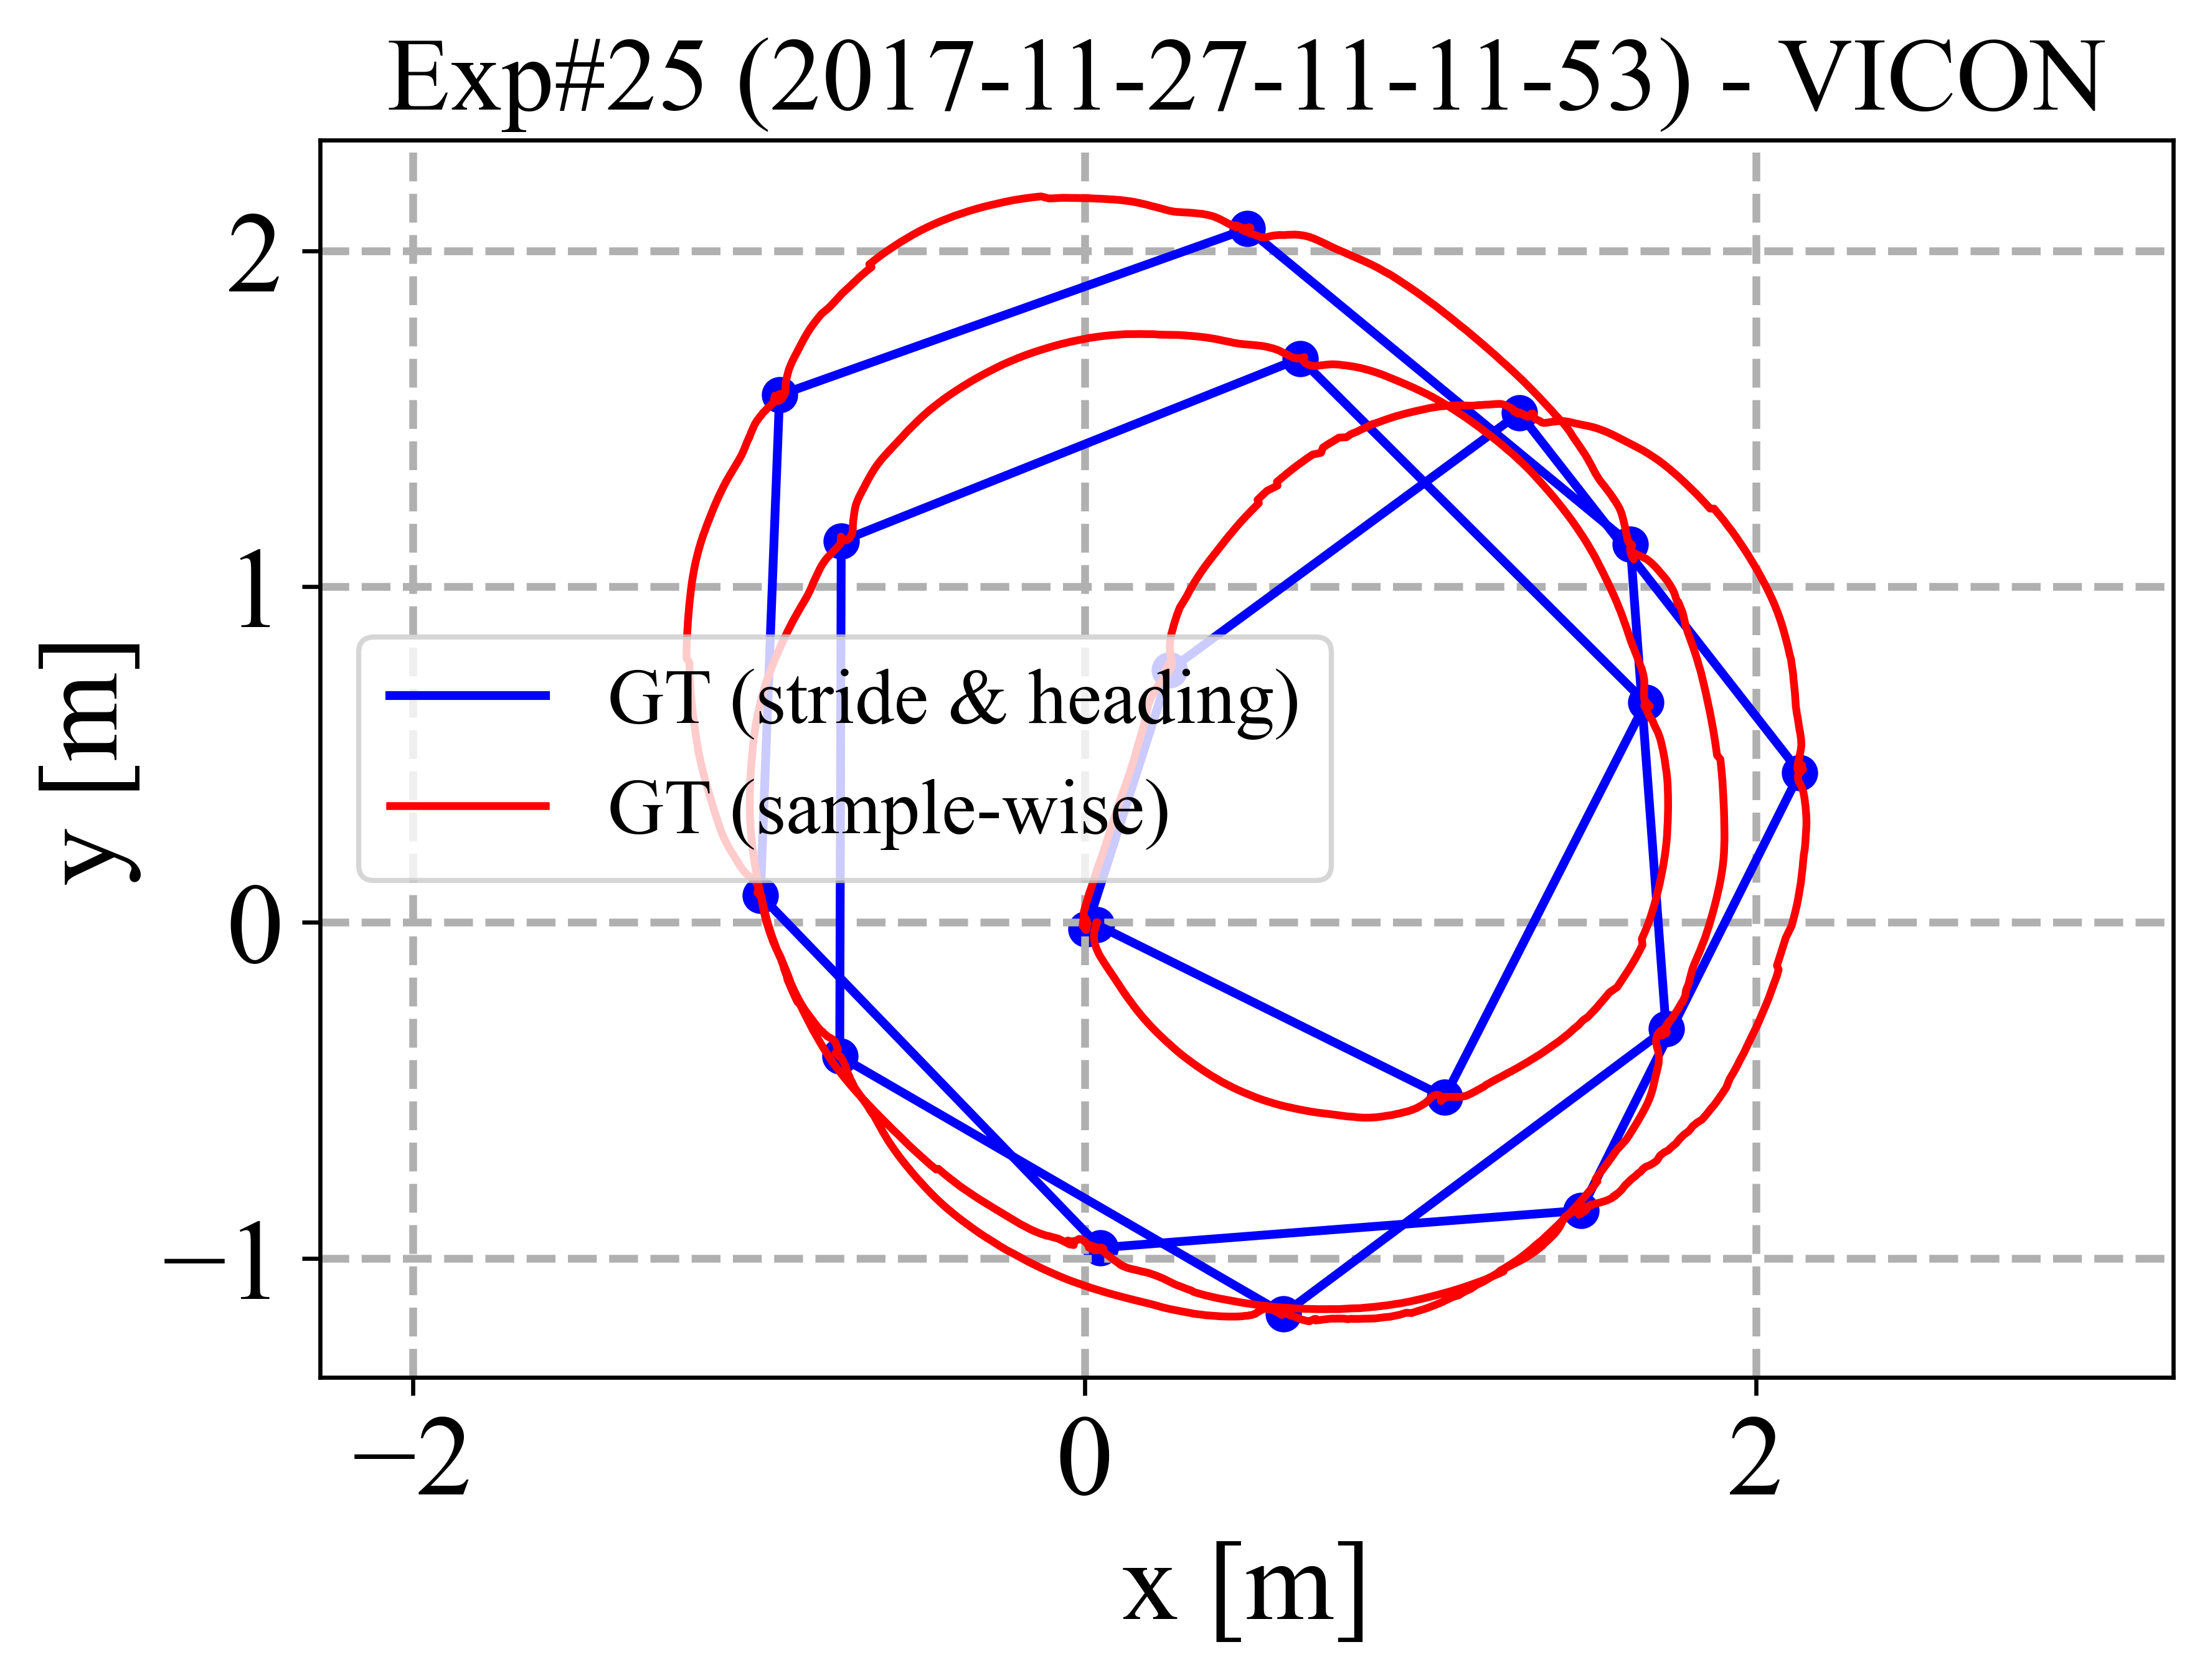 Exp#25 (2017-11-27-11-11-53) - VICON
y [m]
2
1
0
−1
GT (stride & heading)
GT (sample-wise)
−2
0
2
x [m]